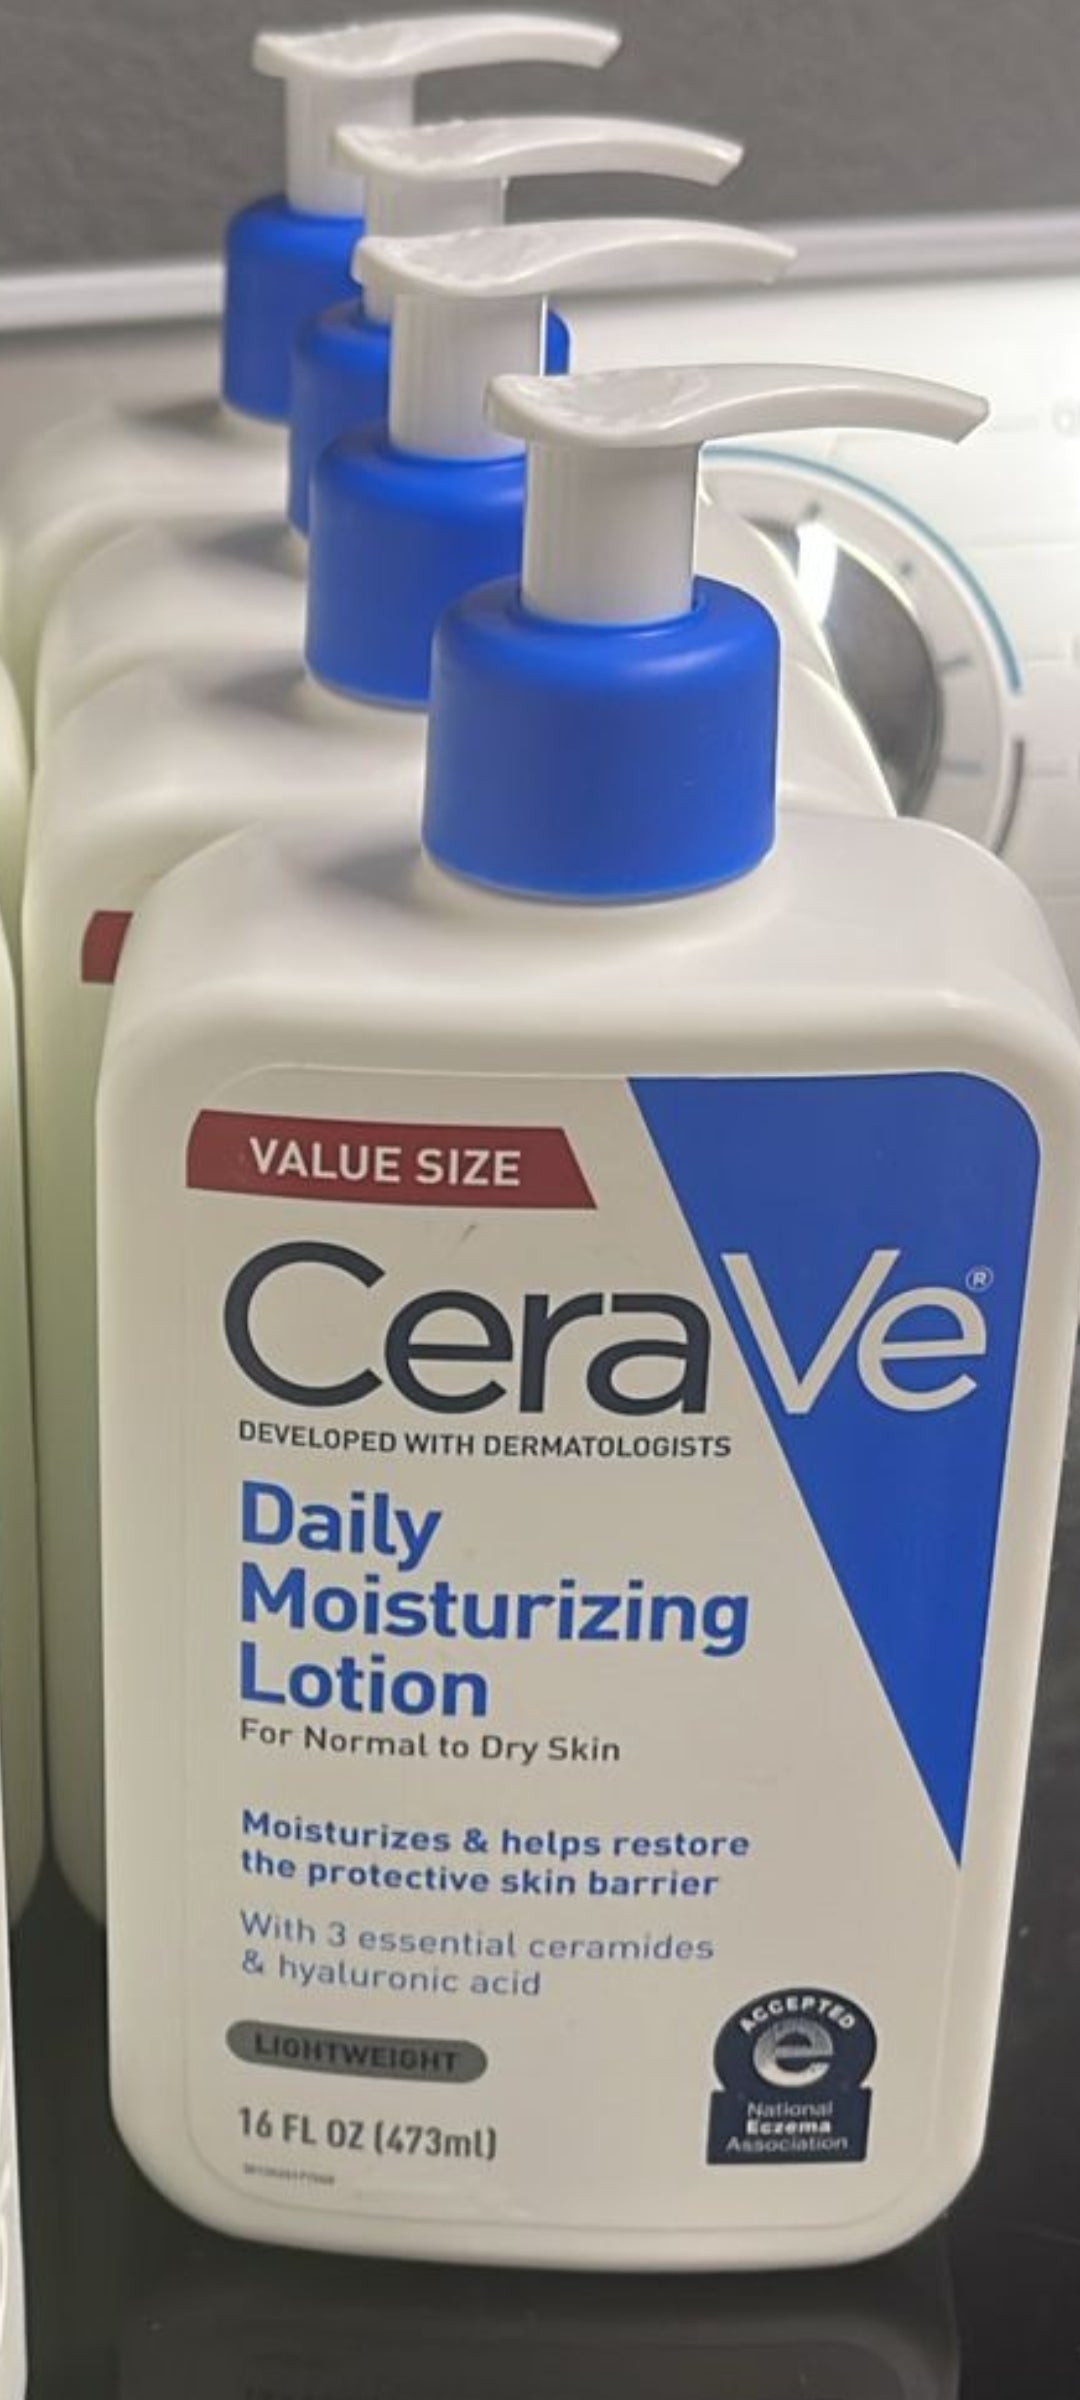 VALUE SIZE
CeraVe®
DEVELOPED WITH DERMATOLOGISTS
Daily
Moisturizing
Lotion
For Normal to Dry Skin
Moisturizes & helps restore
the protective skin barrier
With 3 essential ceramides
& hyaluronic acid
LIGHTWEIGHT
16 FL OZ (473ml)
ACCEPTED
e
National
Eczema
Association